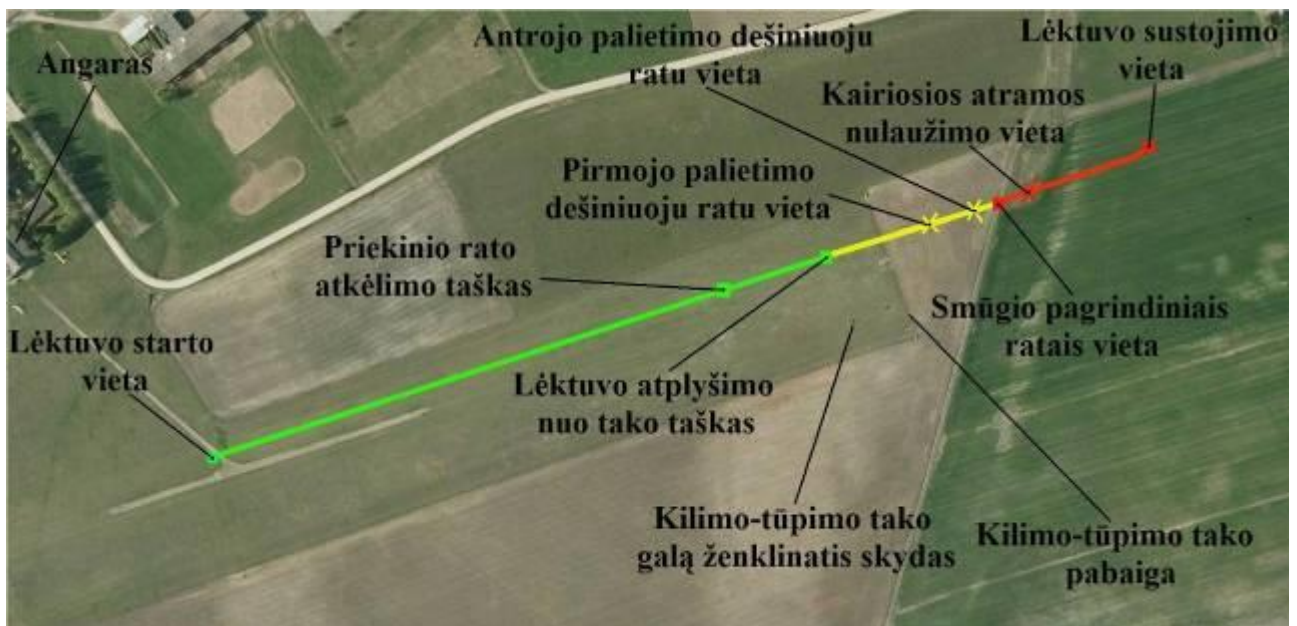 Angaras
Antrojo palietimo dešiniuoju
ratu vieta
Lėktuvo sustojimo
vieta
Kairiosios atramos
nulaužimo vieta
Pirmojo palietimo
dešiniuoju ratu vieta
Priekinio rato
atkėlimo taškas
Lėktuvo starto
vieta
Smūgio pagrindiniais
ratais vieta
Lėktuvo atplyšimo
nuo tako taškas
Kilimo-tūpimo tako
galą ženklinatis skydas
Kilimo-tūpimo tako
pabaiga